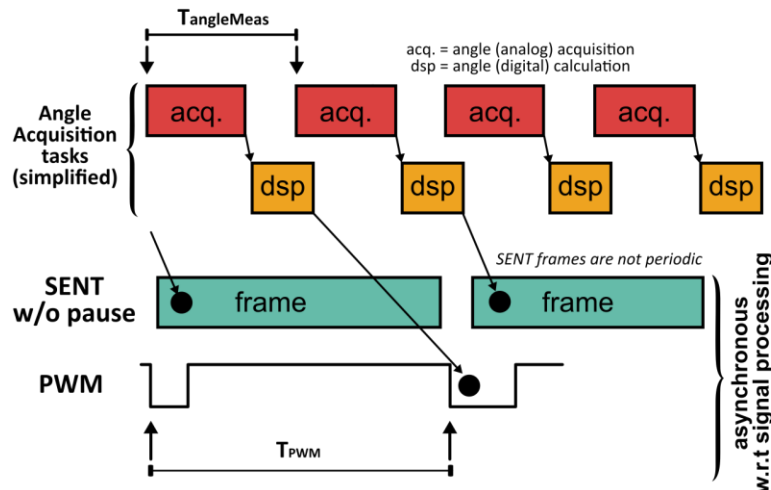 TangleMeas
acq. = angle (analog) acquisition
dsp = angle (digital) calculation
Angle
Acquisition
tasks
(simplified)
acq. acq. acq. acq.
dsp dsp dsp dsp
SENT frames are not periodic
SENT
w/o pause
frame frame
PWM
TPWM
asynchronous
w.r.t signal processing